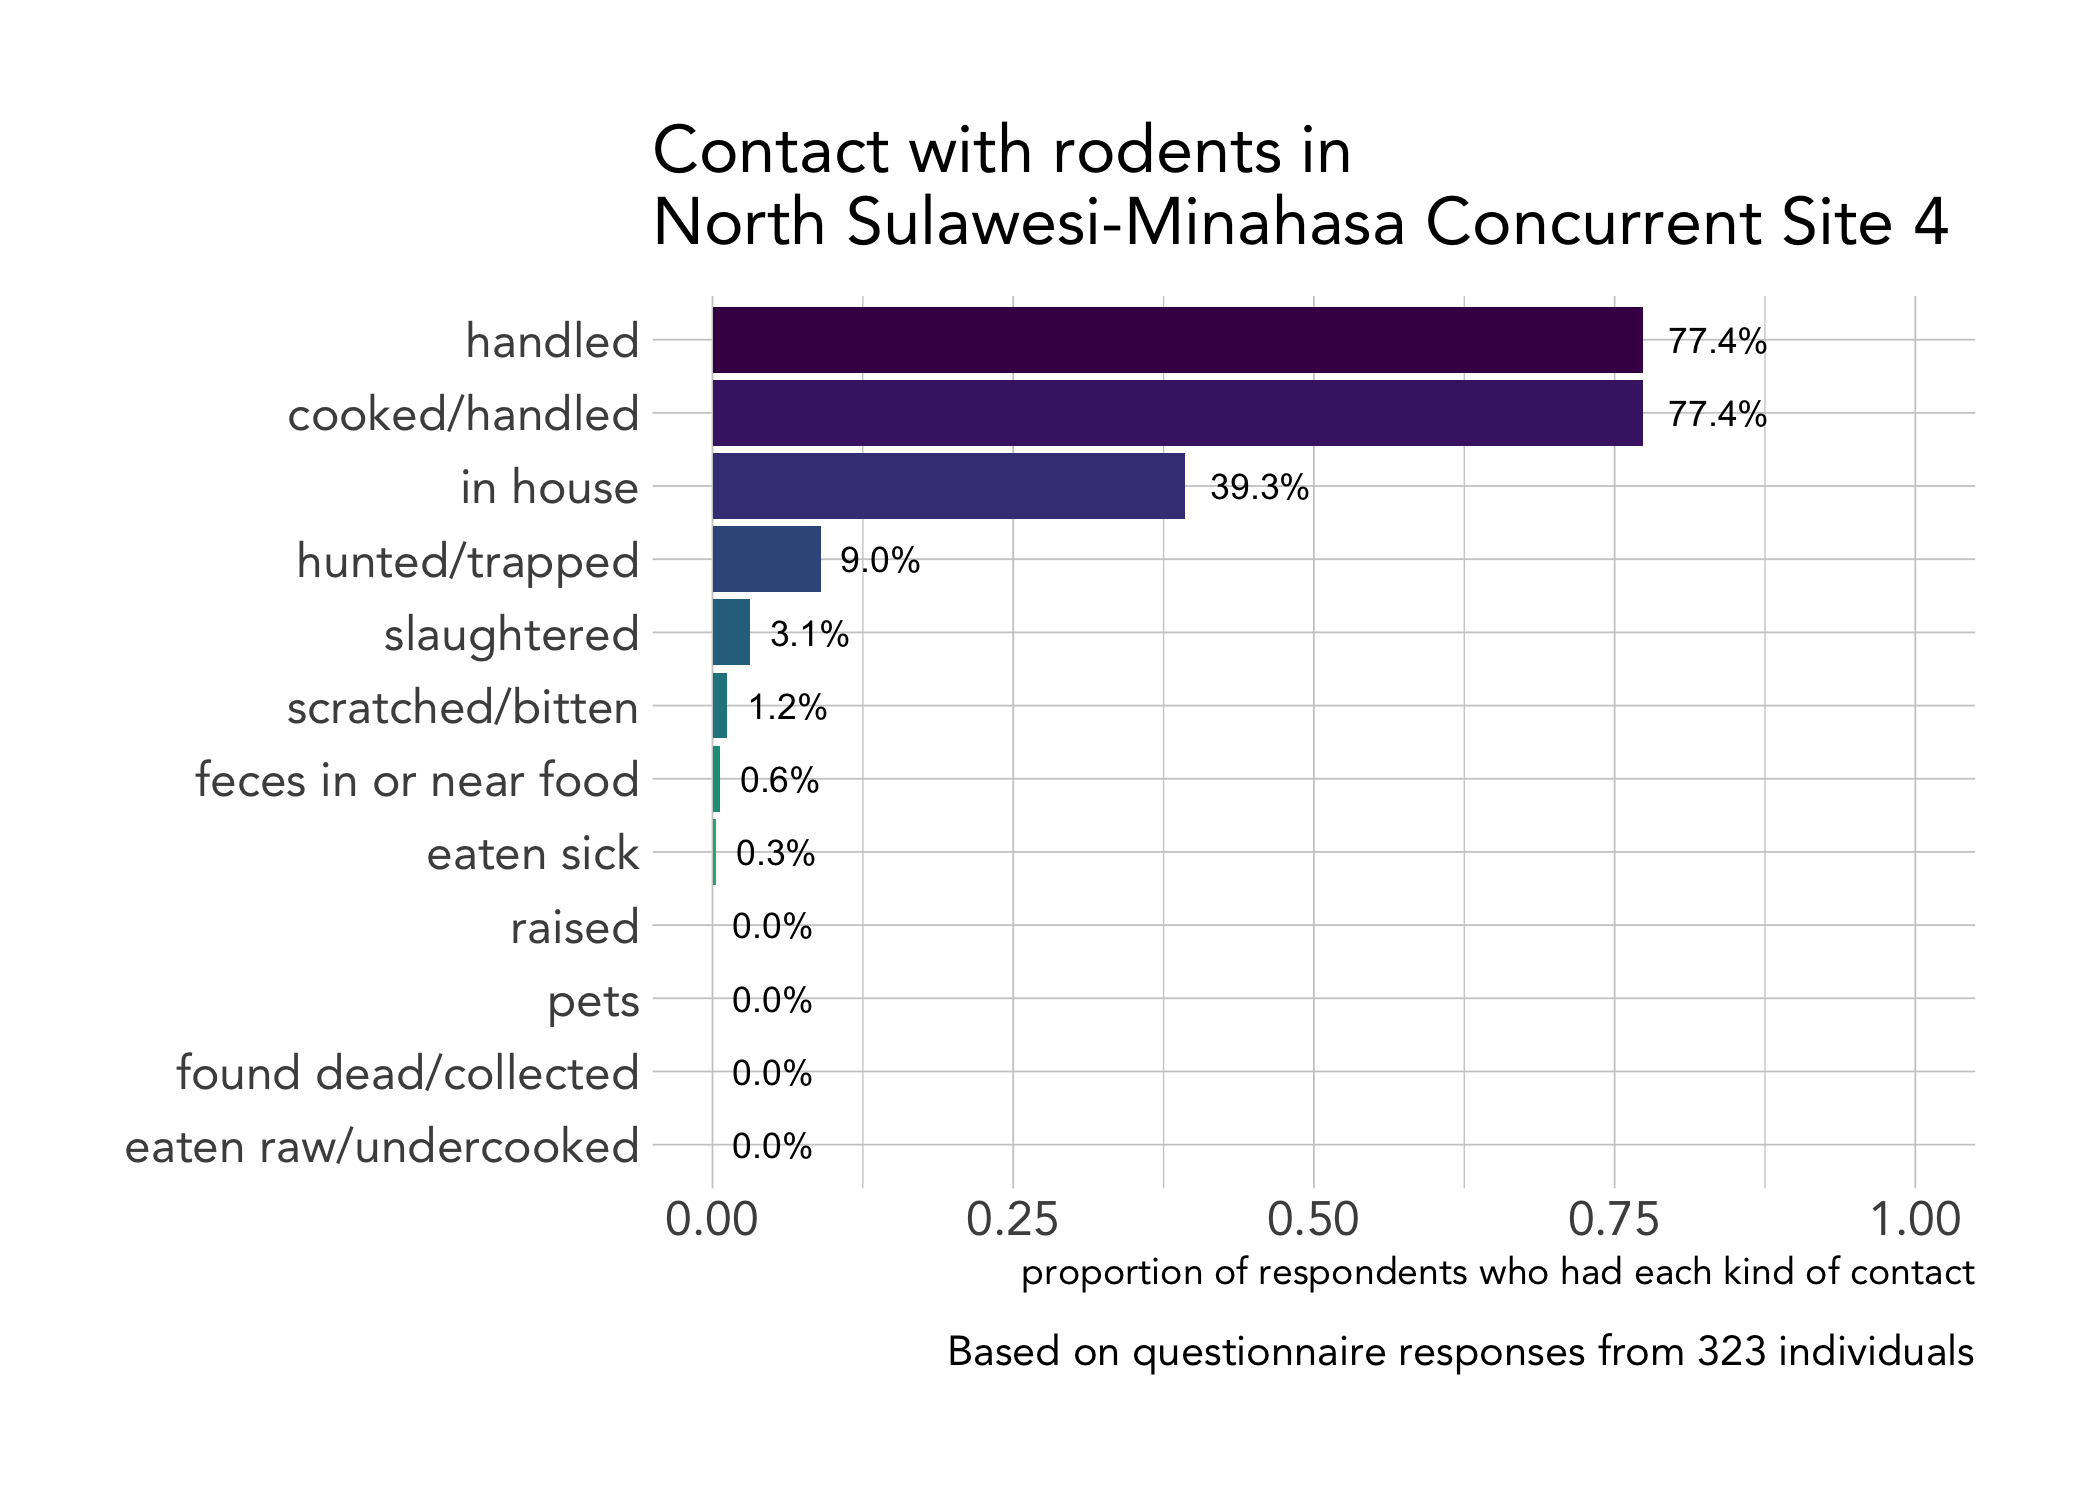 Contact with rodents in
North Sulawesi-Minahasa Concurrent Site 4
handled 77.4%
cooked/handled 77.4%
in house 39.3%
hunted/trapped 9.0%
slaughtered 3.1%
scratched/bitten 1.2%
feces in or near food 0.6%
eaten sick 0.3%
raised 0.0%
pets 0.0%
found dead/collected 0.0%
eaten raw/undercooked 0.0%
0.00 0.25 0.50 0.75 1.00
proportion of respondents who had each kind of contact
Based on questionnaire responses from 323 individuals